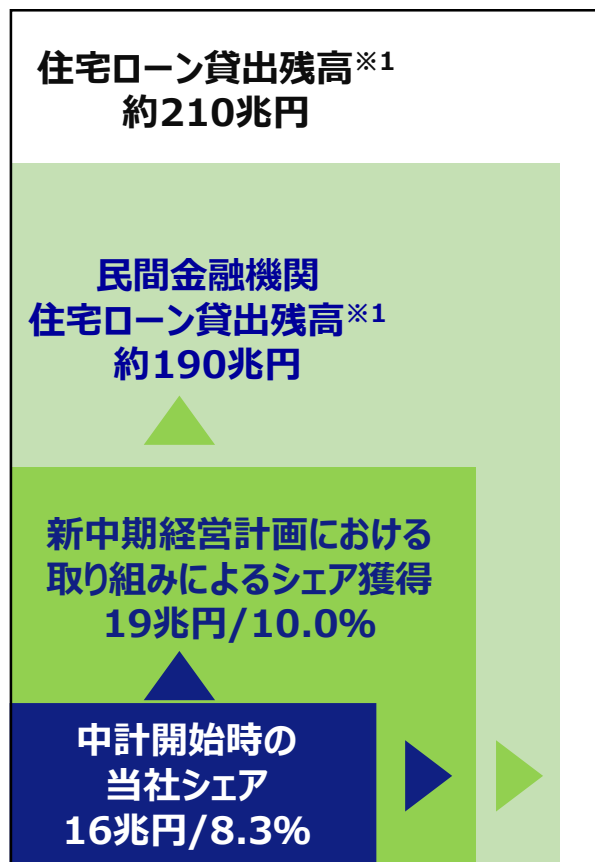 住宅ローン貸出残高※1
約210兆円
民間金融機関
住宅ローン貸出残高※1
約190兆円
新中期経営計画における
取り組みによるシェア獲得
19兆円/10.0%
中計開始時の
当社シェア
16兆円/8.3%